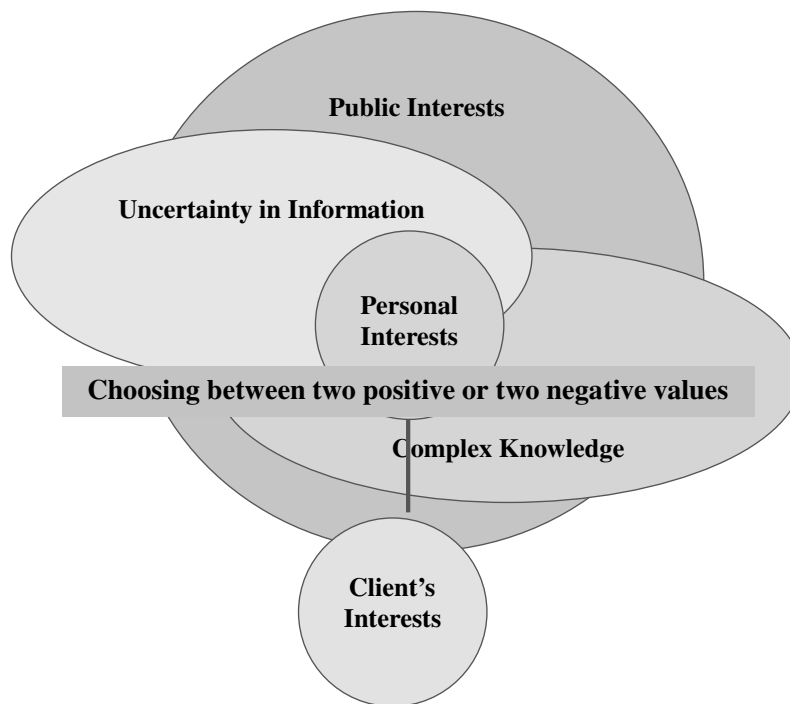 Public Interests
Uncertainty in Information
Personal
Interests
Choosing between two positive or two negative values
Complex Knowledge
Client’s
Interests